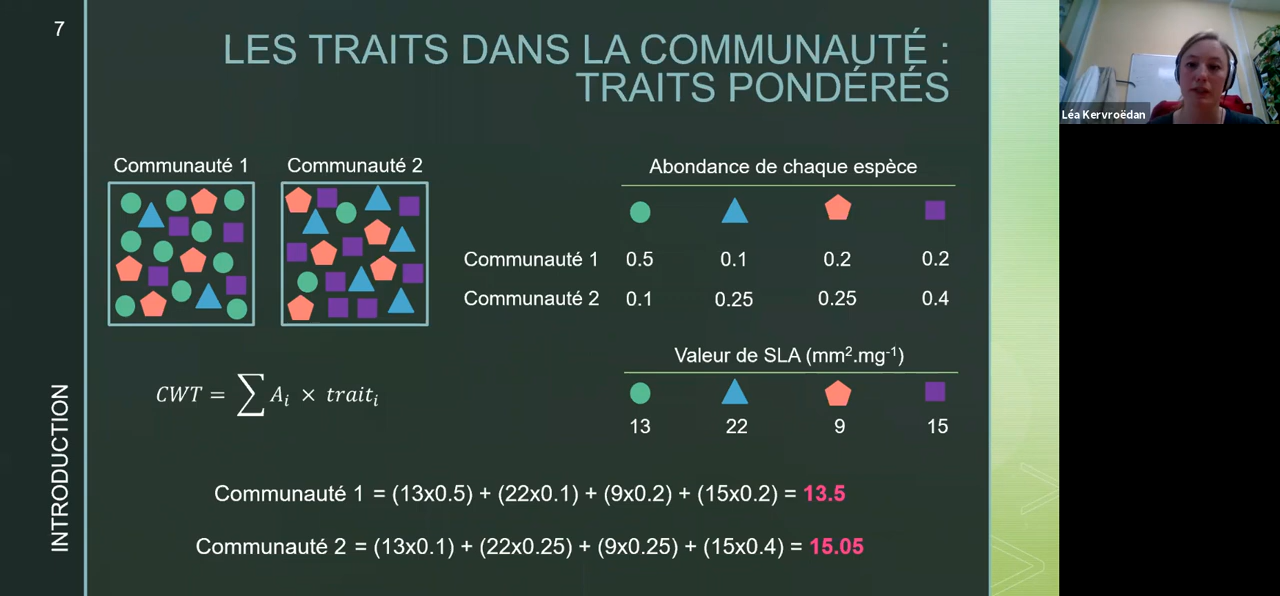 7
LES TRAITS DANS LA COMMUNAUTÉ :
TRAITS PONDÉRÉS
Léa Kervroëdan
Communauté 1
Communauté 2
Abondance de chaque espèce
Communauté 1 0.5 0.1 0.2 0.2
Communauté 2 0.1 0.25 0.25 0.4
Valeur de SLA (mm².mg⁻¹)
13 22 9 15
CWT = ∑ Aᵢ × traitᵢ
INTRODUCTION
Communauté 1 = (13x0.5) + (22x0.1) + (9x0.2) + (15x0.2) = 13.5
Communauté 2 = (13x0.1) + (22x0.25) + (9x0.25) + (15x0.4) = 15.05